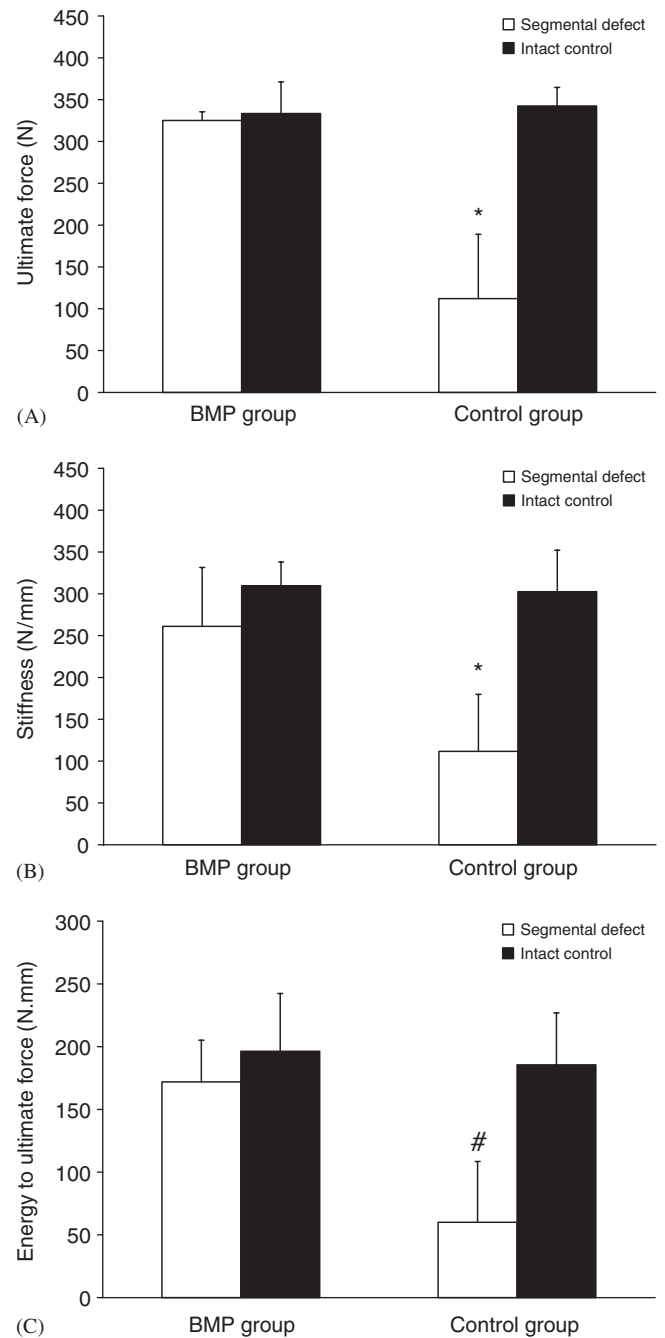 450
400
350
300
250
200
150
100
50
0
Ultimate force (N)
Segmental defect
Intact control
*
BMP group
Control group
(A)
450
400
350
300
250
200
150
100
50
0
Stiffness (N/mm)
Segmental defect
Intact control
*
BMP group
Control group
(B)
300
250
200
150
100
50
0
Energy to ultimate force (N.mm)
Segmental defect
Intact control
#
BMP group
Control group
(C)